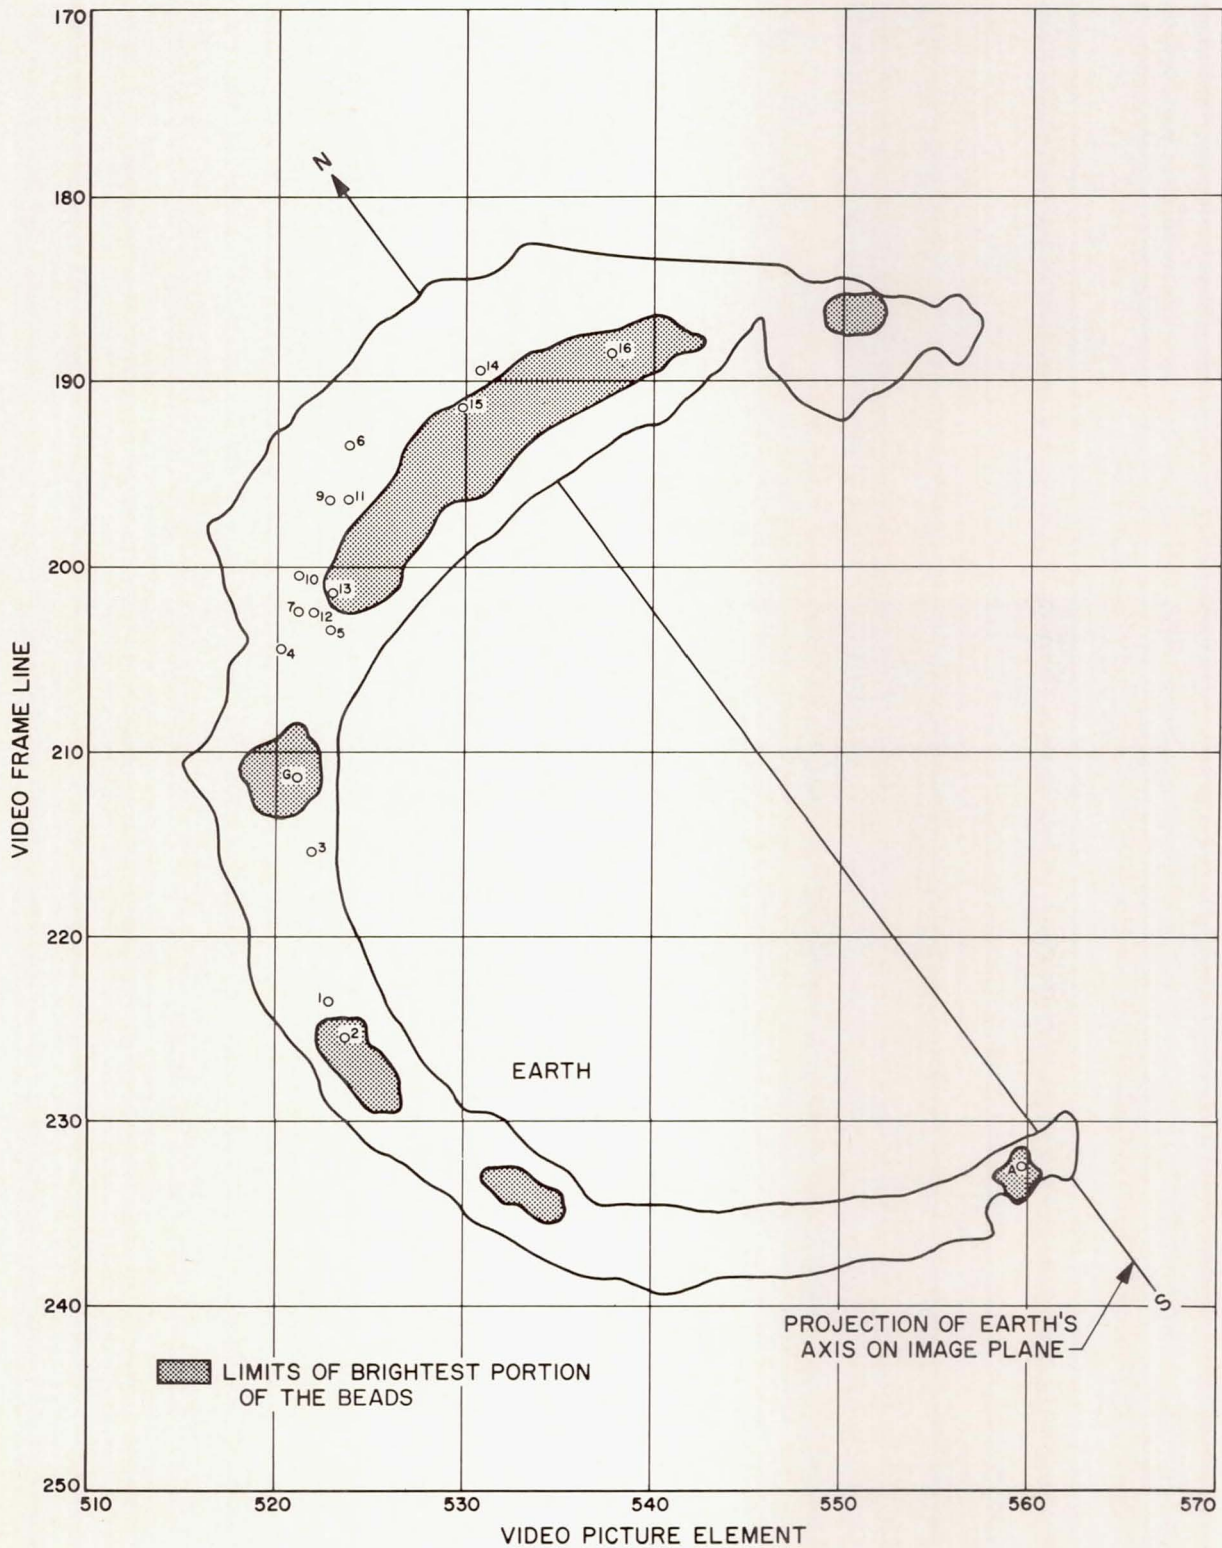 170
N
180
16
14
190
15
6
9
11
200
10
13
7
12
5
4
VIDEO FRAME LINE
210
G
3
220
1
2
EARTH
230
A
S
240
PROJECTION OF EARTH'S
AXIS ON IMAGE PLANE
LIMITS OF BRIGHTEST PORTION
OF THE BEADS
250
510
520
530
540
550
560
570
VIDEO PICTURE ELEMENT